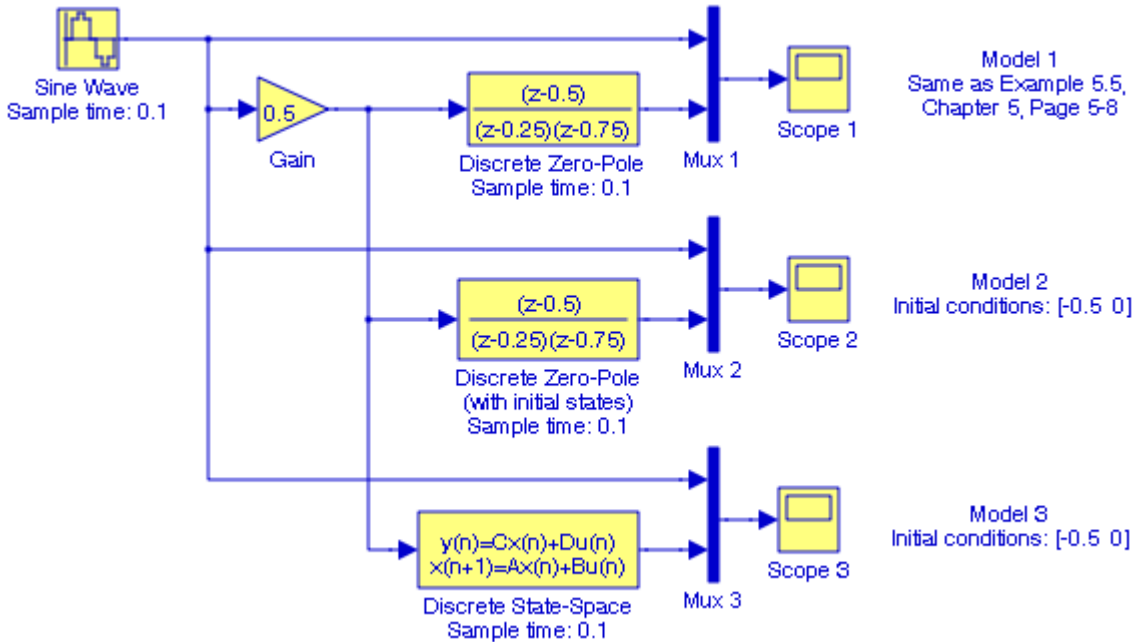 Sine Wave
Sample time: 0.1
0.5
Gain
(z-0.5)
(z-0.25)(z-0.75)
Discrete Zero-Pole
Sample time: 0.1
Mux 1
Scope 1
Model 1
Same as Example 5.5,
Chapter 5, Page 5-8
(z-0.5)
(z-0.25)(z-0.75)
Discrete Zero-Pole
(with initial states)
Sample time: 0.1
Mux 2
Scope 2
Model 2
Initial conditions: [-0.5 0]
y(n)=Cx(n)+Du(n)
x(n+1)=Ax(n)+Bu(n)
Discrete State-Space
Sample time: 0.1
Mux 3
Scope 3
Model 3
Initial conditions: [-0.5 0]